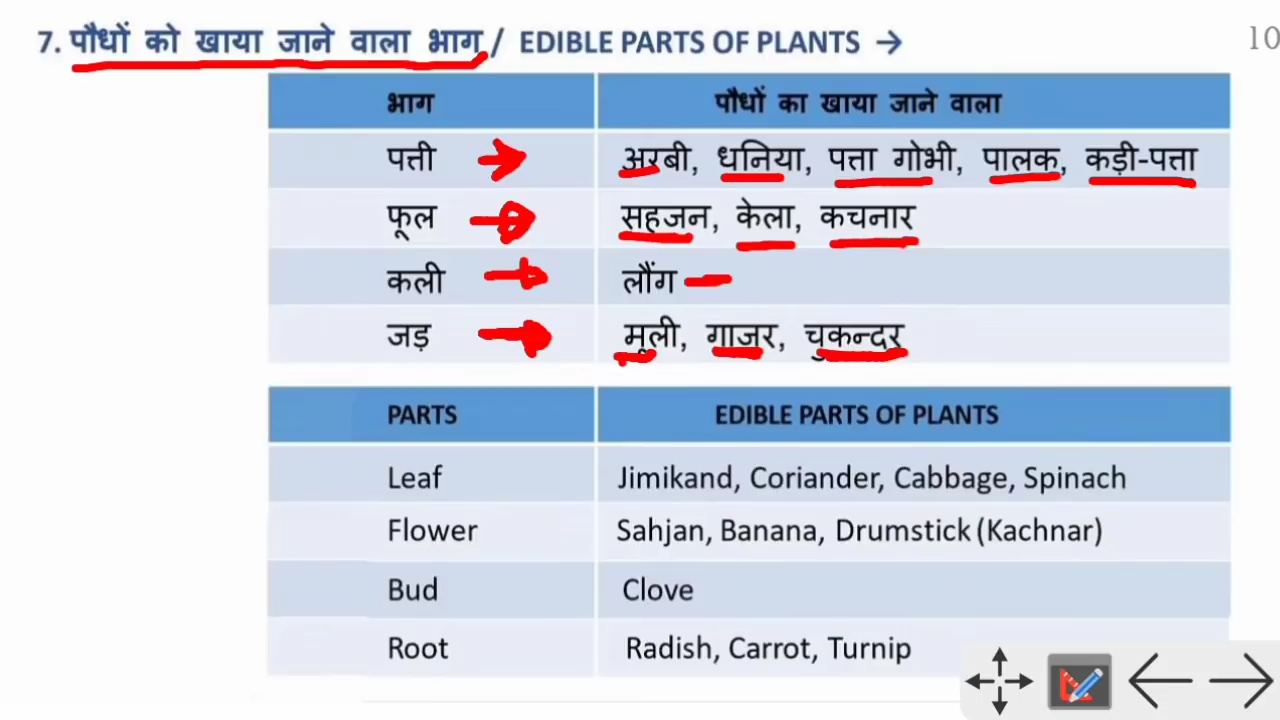 7. पौधों को खाया जाने वाला भाग / EDIBLE PARTS OF PLANTS →
10
भाग पौधों का खाया जाने वाला
पत्ती अरबी, धनिया, पत्ता गोभी, पालक, कड़ी-पत्ता
फूल सहजन, केला, कचनार
कली लौंग
जड़ मूली, गाजर, चुकन्दर
PARTS EDIBLE PARTS OF PLANTS
Leaf Jimikand, Coriander, Cabbage, Spinach
Flower Sahjan, Banana, Drumstick (Kachnar)
Bud Clove
Root Radish, Carrot, Turnip